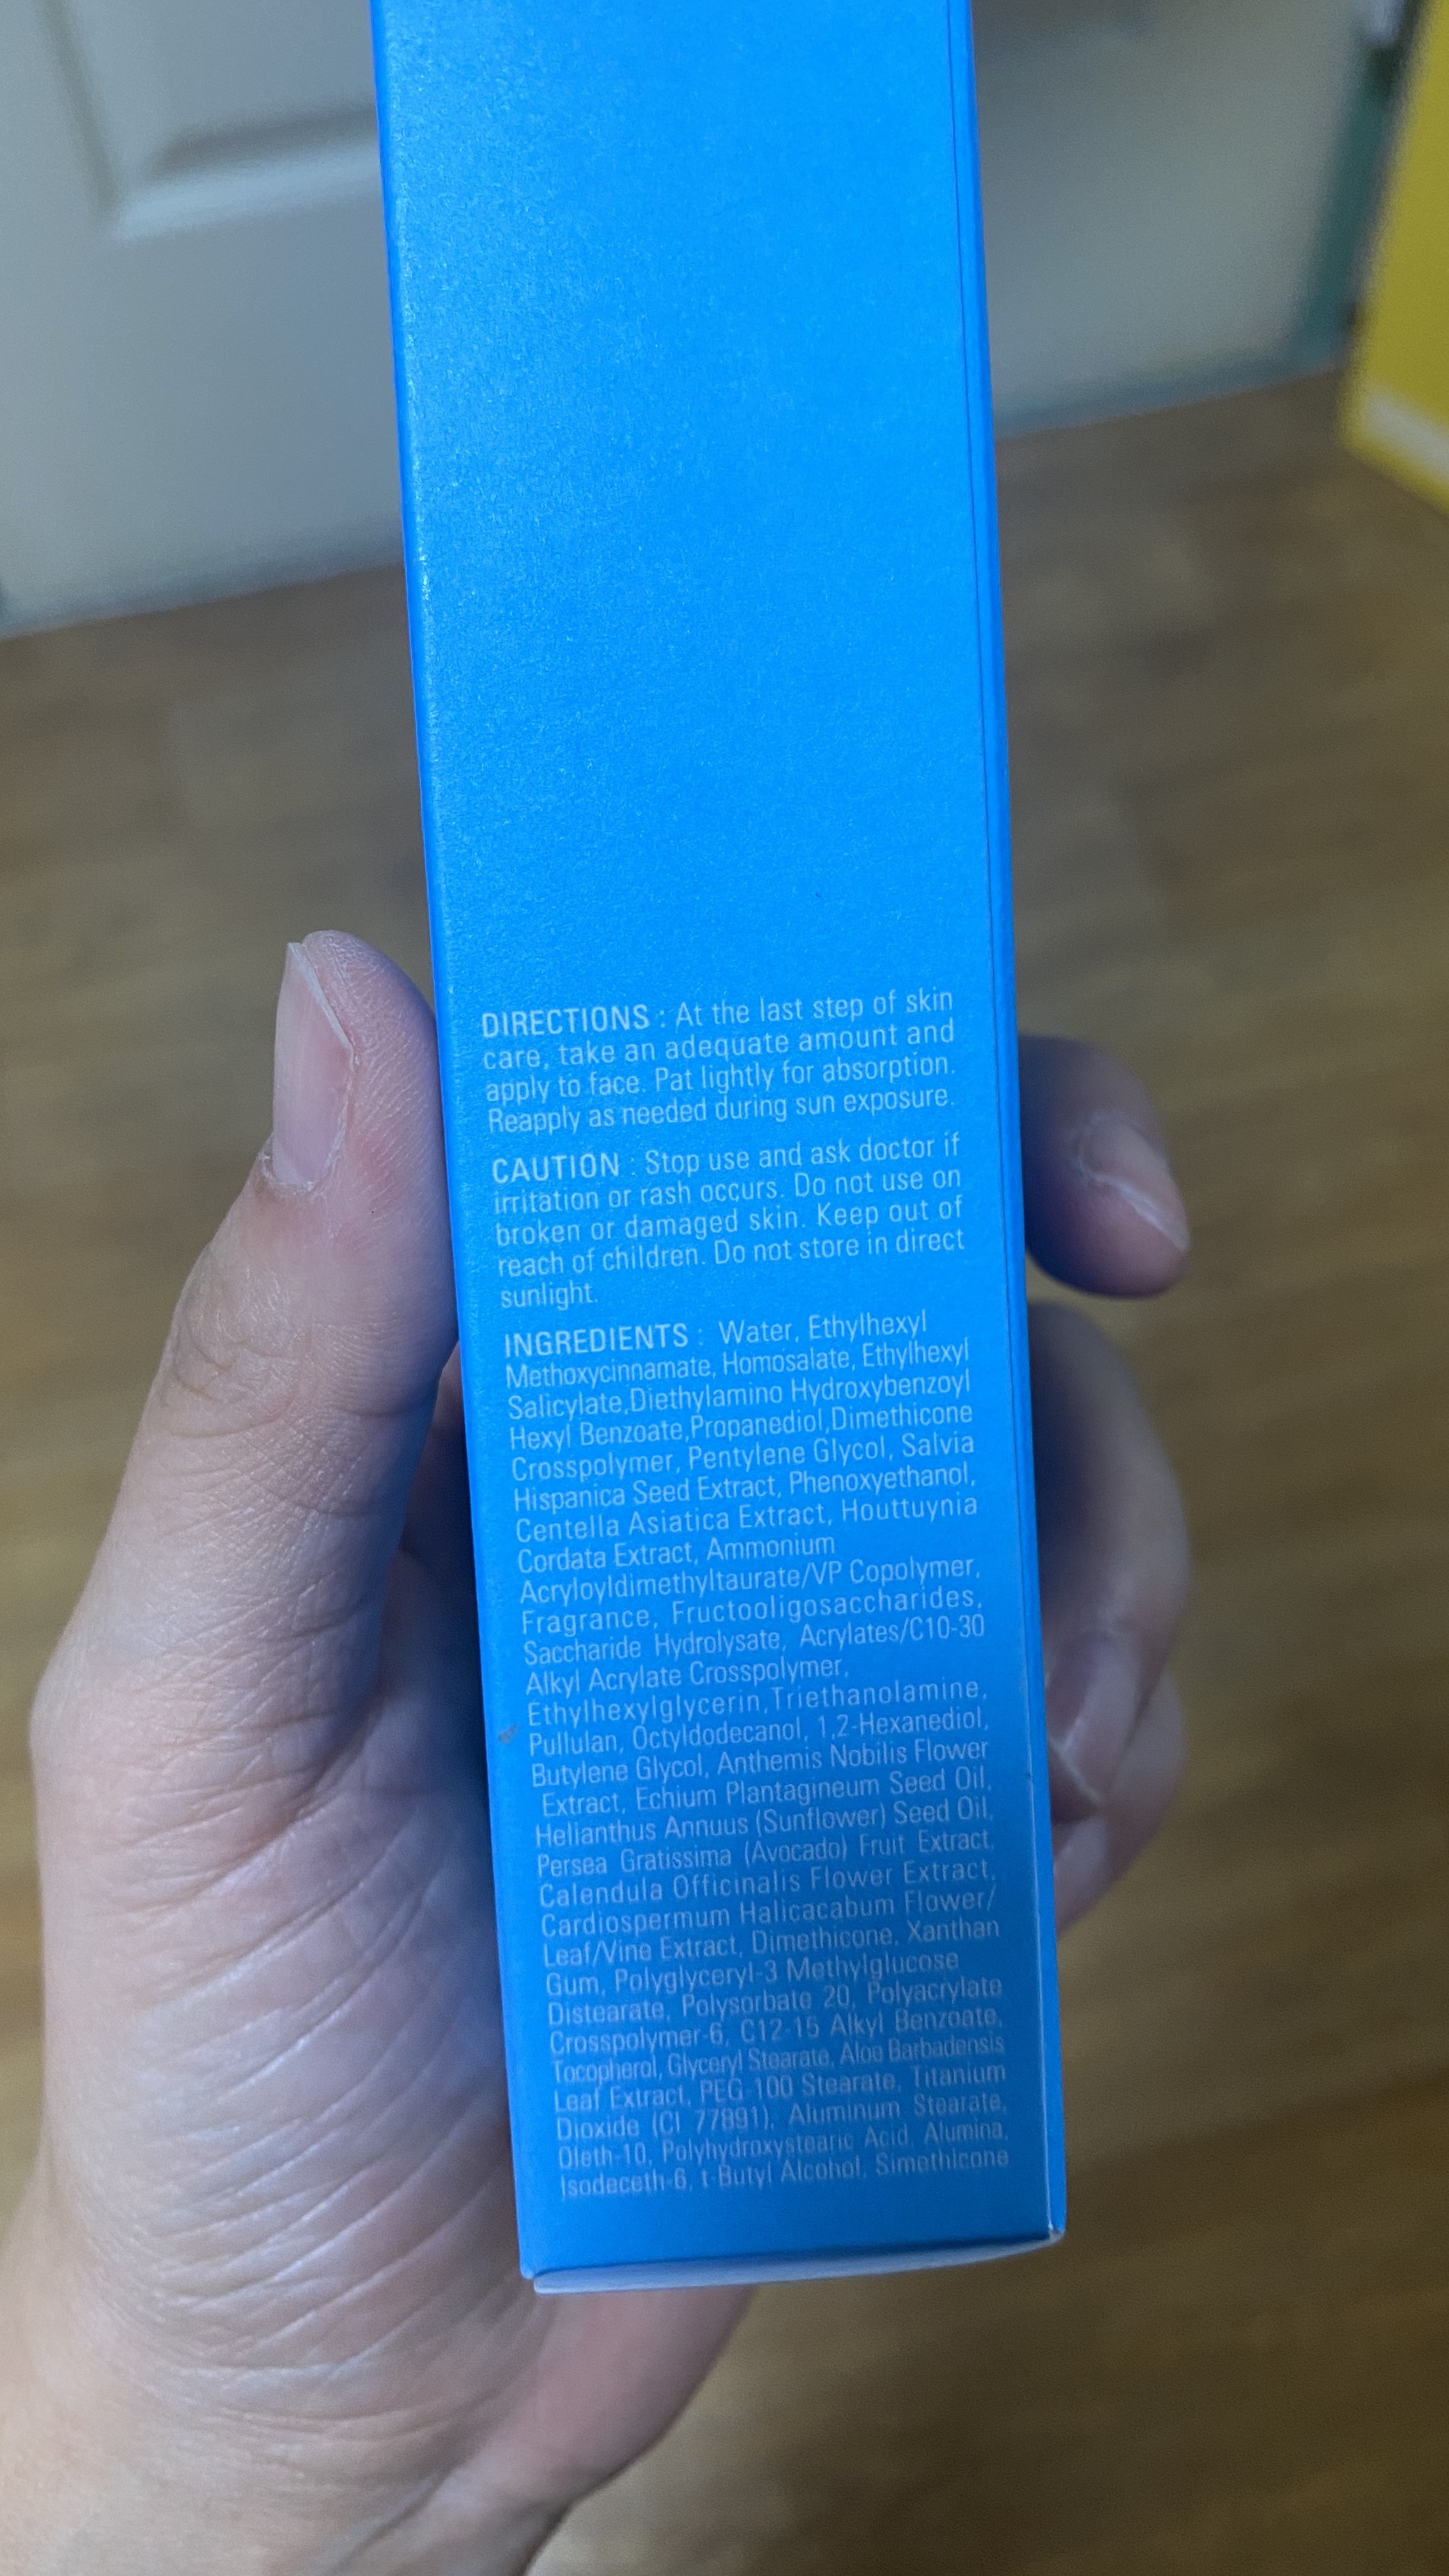 DIRECTIONS : At the last step of skin
care, take an adequate amount and
apply to face. Pat lightly for absorption.
Reapply as needed during sun exposure.
CAUTION : Stop use and ask doctor if
irritation or rash occurs. Do not use on
broken or damaged skin. Keep out of
reach of children. Do not store in direct
sunlight.
INGREDIENTS : Water, Ethylhexyl
Methoxycinnamate, Homosalate, Ethylhexyl
Salicylate,Diethylamino Hydroxybenzoyl
Hexyl Benzoate,Propanediol,Dimethicone
Crosspolymer, Pentylene Glycol, Salvia
Hispanica Seed Extract, Phenoxyethanol,
Centella Asiatica Extract, Houttuynia
Cordata Extract, Ammonium
Acryloyldimethyltaurate/VP Copolymer,
Fragrance, Fructooligosaccharides,
Saccharide Hydrolysate, Acrylates/C10-30
Alkyl Acrylate Crosspolymer,
Ethylhexylglycerin,Triethanolamine,
Pullulan, Octyldodecanol, 1,2-Hexanediol,
Butylene Glycol, Anthemis Nobilis Flower
Extract, Echium Plantagineum Seed Oil,
Helianthus Annuus (Sunflower) Seed Oil,
Persea Gratissima (Avocado) Fruit Extract,
Calendula Officinalis Flower Extract,
Cardiospermum Halicacabum Flower/
Leaf/Vine Extract, Dimethicone, Xanthan
Gum, Polyglyceryl-3 Methylglucose
Distearate, Polysorbate 20, Polyacrylate
Crosspolymer-6, C12-15 Alkyl Benzoate,
Tocopherol, Glyceryl Stearate, Aloe Barbadensis
Leaf Extract, PEG-100 Stearate, Titanium
Dioxide (CI 77891), Aluminum Stearate,
Oleth-10, Polyhydroxystearic Acid, Alumina,
Isodeceth-6, t-Butyl Alcohol, Simethicone